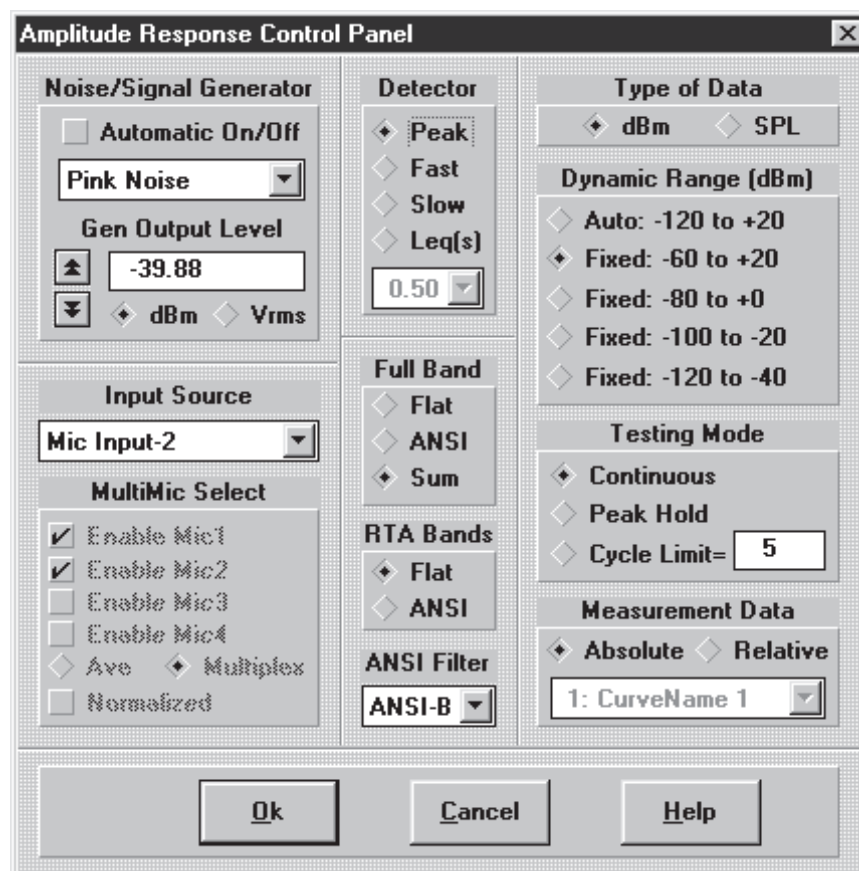 Amplitude Response Control Panel
Noise/Signal Generator
Automatic On/Off
Pink Noise
Gen Output Level
-39.88
dBm Vrms
Input Source
Mic Input-2
MultiMic Select
Enable Mic1
Enable Mic2
Enable Mic3
Enable Mic4
Ave Multiplex
Normalized
Detector
Peak
Fast
Slow
Leq(s)
0.50
Full Band
Flat
ANSI
Sum
RTA Bands
Flat
ANSI
ANSI Filter
ANSI-B
Type of Data
dBm SPL
Dynamic Range (dBm)
Auto: -120 to +20
Fixed: -60 to +20
Fixed: -80 to +0
Fixed: -100 to -20
Fixed: -120 to -40
Testing Mode
Continuous
Peak Hold
Cycle Limit= 5
Measurement Data
Absolute Relative
1: CurveName 1
Ok
Cancel
Help